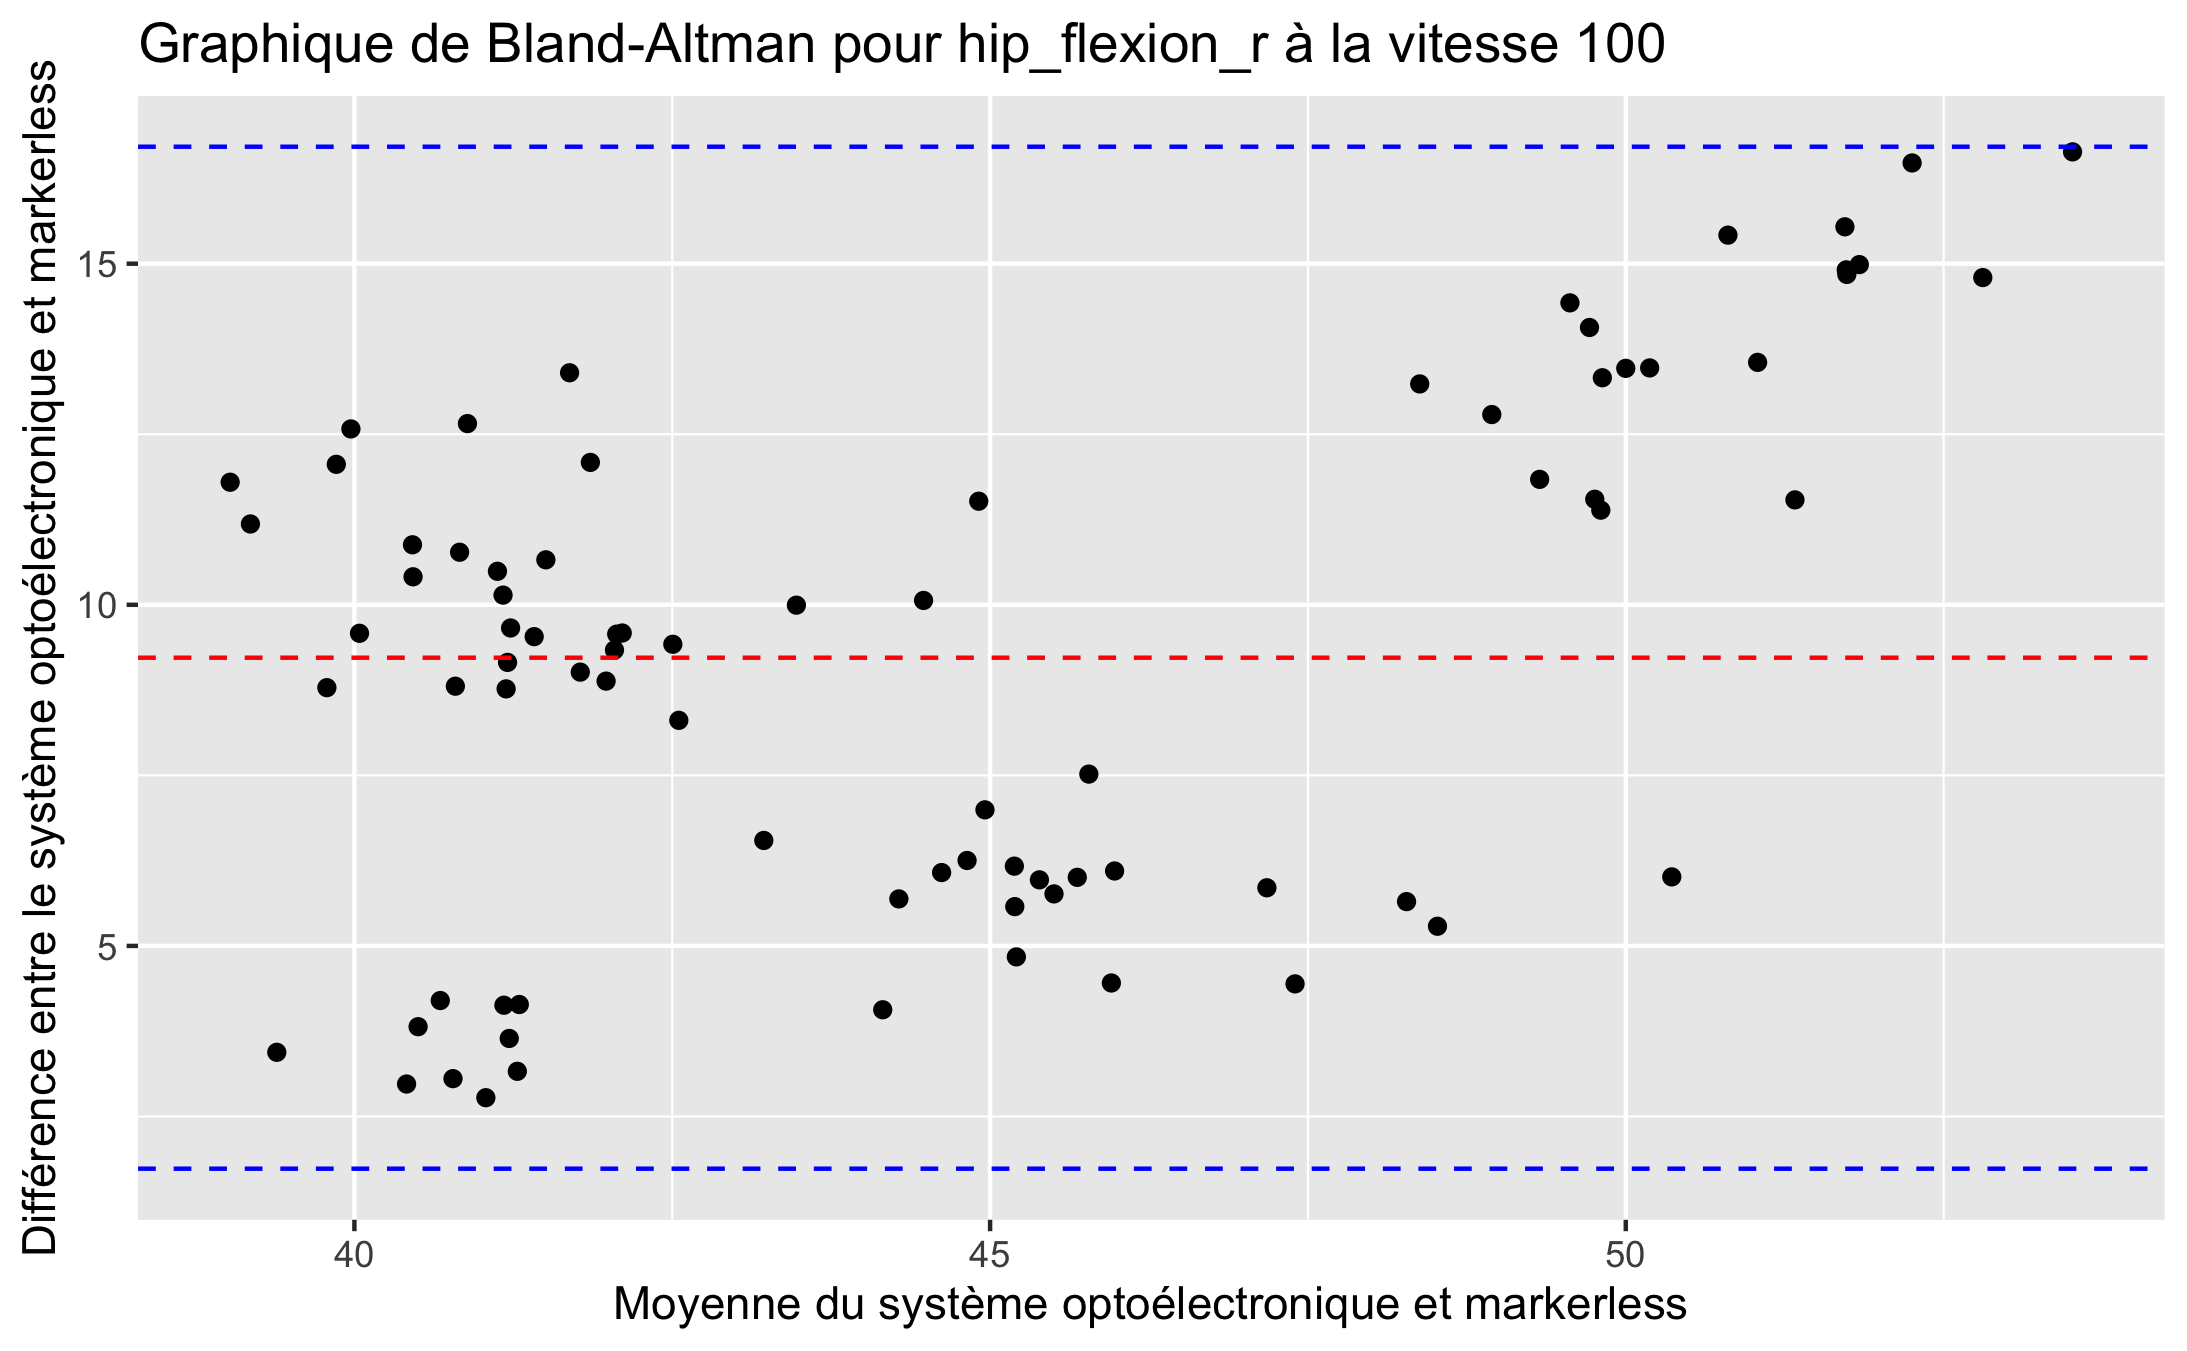 Graphique de Bland-Altman pour hip_flexion_r à la vitesse 100
Différence entre le système optoélectronique et markerless
15
10
5
40
45
50
Moyenne du système optoélectronique et markerless